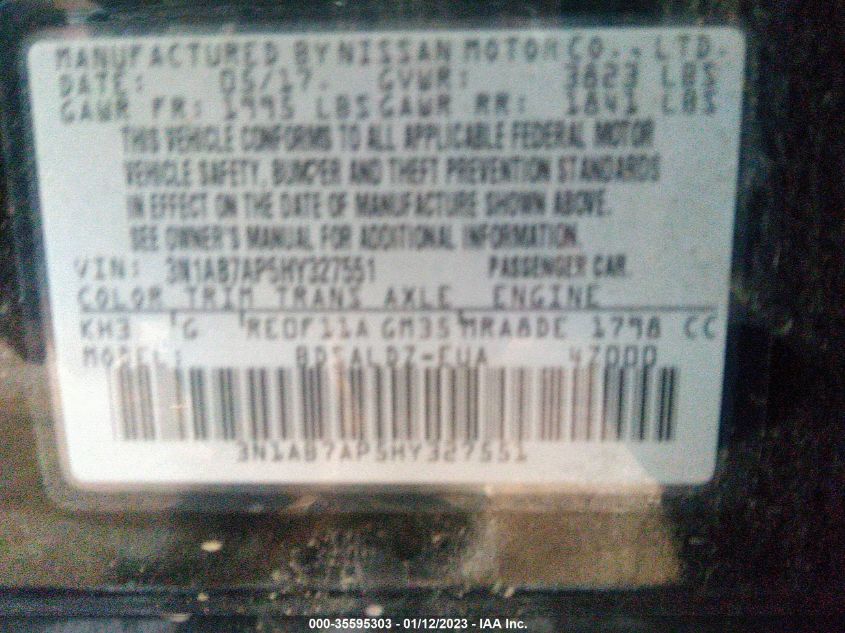 MANUFACTURED BY NISSAN MOTOR CO., LTD.
DATE: 05/17. GVWR: 3823 LBS
GAWR FR: 1995 LBS GAWR RR: 1841 LBS
THIS VEHICLE CONFORMS TO ALL APPLICABLE FEDERAL MOTOR
VEHICLE SAFETY, BUMPER AND THEFT PREVENTION STANDARDS
IN EFFECT ON THE DATE OF MANUFACTURE SHOWN ABOVE.
SEE OWNER'S MANUAL FOR ADDITIONAL INFORMATION.
VIN: 3N1AB7AP5HY327551 PASSENGER CAR.
COLOR TRIM TRANS AXLE ENGINE
KH3 G RE0F11A GM35 MRA8DE 1798 CC
MODEL: BDSALDZ-EUA 47000
3N1AB7AP5HY327551
000-35595303 - 01/12/2023 - IAA Inc.